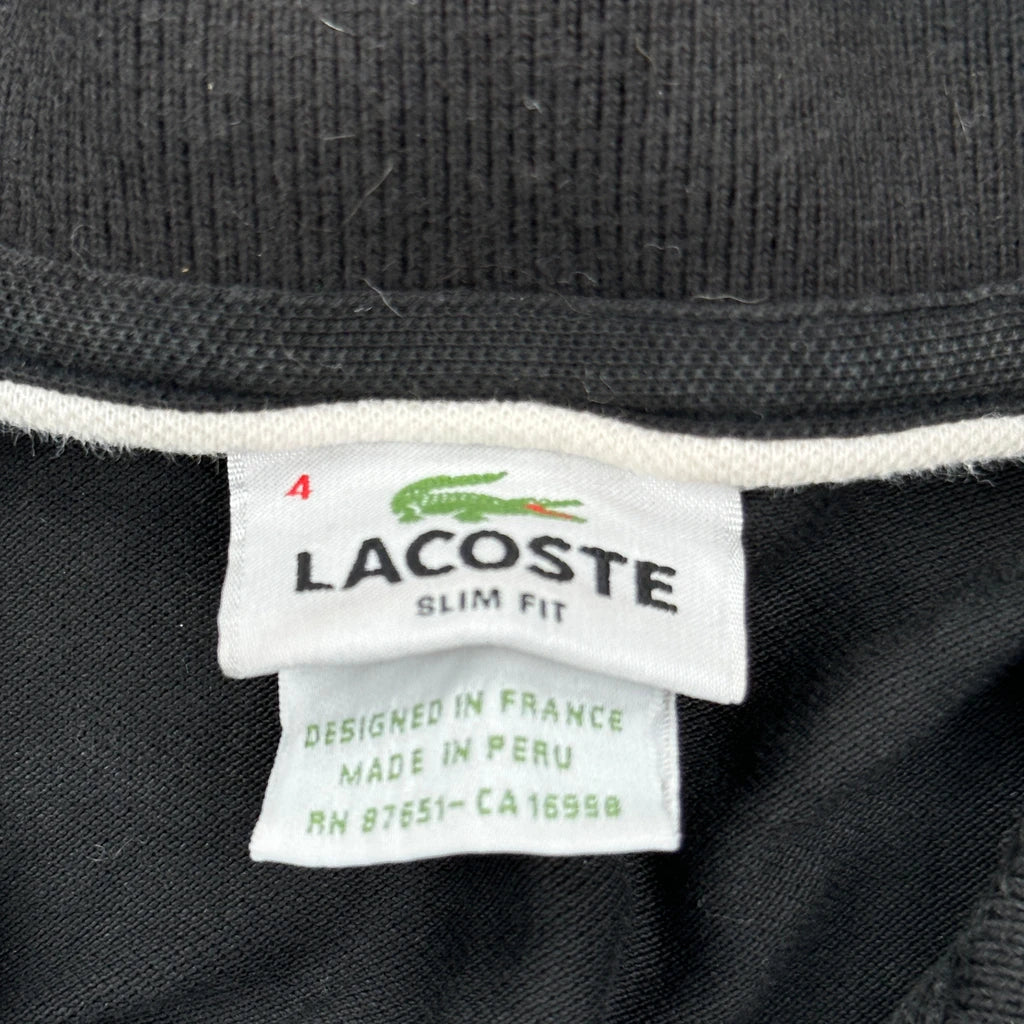 4
LACOSTE
SLIM FIT
DESIGNED IN FRANCE
MADE IN PERU
RN 87651-CA 16998